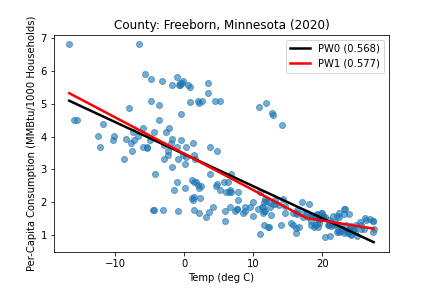 County: Freeborn, Minnesota (2020)
Per-Capita Consumption (MMBtu/1000 Households)
7
6
5
4
3
2
1
PW0 (0.568)
PW1 (0.577)
−10
0
10
20
Temp (deg C)